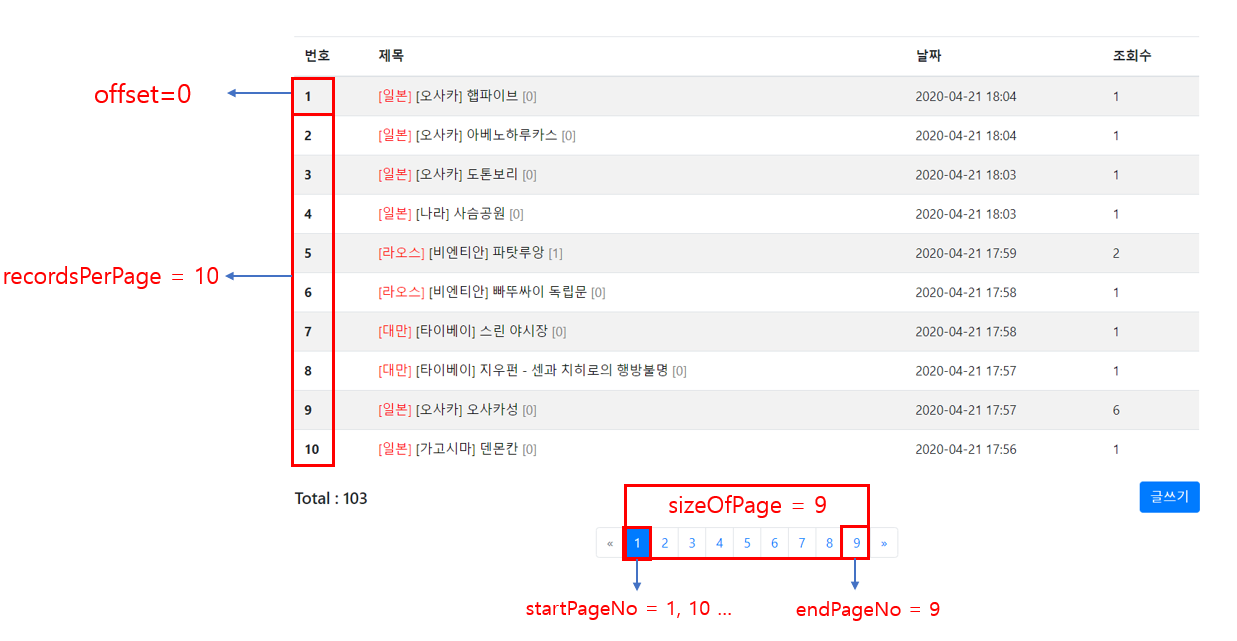 번호 제목 날짜 조회수
offset=0
1 [일본] [오사카] 햅파이브 [0] 2020-04-21 18:04 1
2 [일본] [오사카] 아베노하루카스 [0] 2020-04-21 18:04 1
3 [일본] [오사카] 도톤보리 [0] 2020-04-21 18:03 1
4 [일본] [나라] 사슴공원 [0] 2020-04-21 18:03 1
5 [라오스] [비엔티안] 파탓루앙 [1] 2020-04-21 17:59 2
recordsPerPage = 10
6 [라오스] [비엔티안] 빠뚜싸이 독립문 [0] 2020-04-21 17:58 1
7 [대만] [타이베이] 스린 야시장 [0] 2020-04-21 17:58 1
8 [대만] [타이베이] 지우펀 - 센과 치히로의 행방불명 [0] 2020-04-21 17:57 1
9 [일본] [오사카] 오사카성 [0] 2020-04-21 17:57 6
10 [일본] [가고시마] 덴몬칸 [0] 2020-04-21 17:56 1
Total : 103
글쓰기
sizeOfPage = 9
« 1 2 3 4 5 6 7 8 9 »
startPageNo = 1, 10 ...
endPageNo = 9